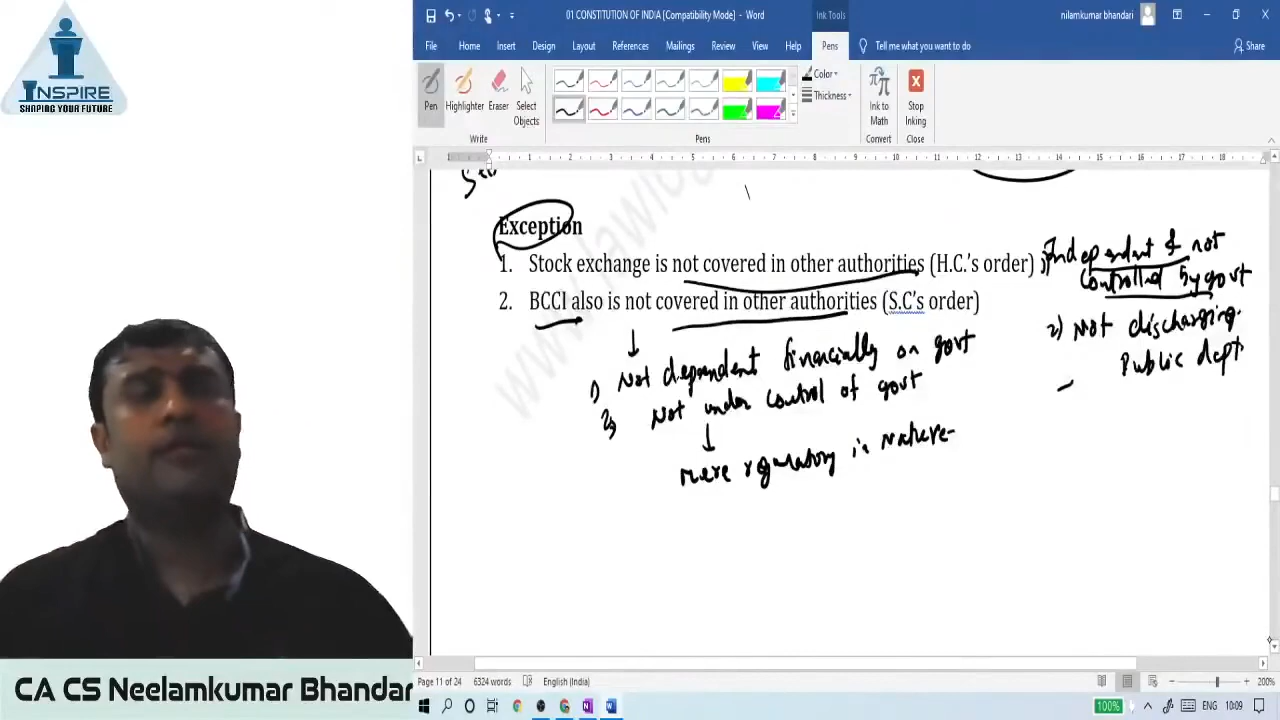 INSPIRE
SHAPING YOUR FUTURE
01 CONSTITUTION OF INDIA [Compatibility Mode] - Word
Ink Tools
nilamkumar bhandari
File Home Insert Design Layout References Mailings Review View Help Pens Tell me what you want to do Share
Pen Highlighter Eraser Select Objects
Color
Thickness
Ink to Math Stop Inking
Write Pens Convert Close
Exception
1. Stock exchange is not covered in other authorities (H.C.'s order)
2. BCCI also is not covered in other authorities (S.C's order)
1) Independent & not
controlled by govt
2) Not discharging
Public dept
1) Not dependent financially on govt
2) Not under control of govt
Mere regulatory in nature
CA CS Neelamkumar Bhandar
Page 11 of 24 6324 words English (India) 200%
100% ENG 10:09